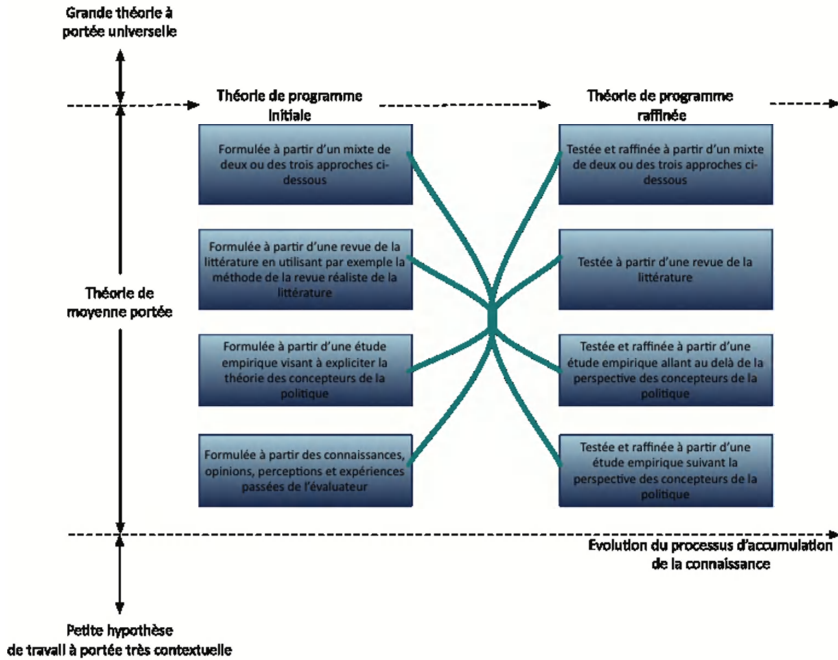 Grande théorie à
portée universelle
Théorie de programme
initiale
Théorie de programme
raffinée
Formulée à partir d'un mixte de
deux ou des trois approches ci-
dessous
Testée et raffinée à partir d'un mixte
de deux ou des trois approches ci-
dessous
Formulée à partir d'une revue de la
littérature en utilisant par exemple la
méthode de la revue réaliste de la
littérature
Testée à partir d'une revue de la
littérature
Théorie de
moyenne portée
Formulée à partir d'une étude
empirique visant à expliciter la
théorie des concepteurs de la
politique
Testée et raffinée à partir d'une
étude empirique allant au delà de la
perspective des concepteurs de la
politique
Formulée à partir des connaissances,
opinions, perceptions et expériences
passées de l'évaluateur
Testée et raffinée à partir d'une
étude empirique suivant la
perspective des concepteurs de la
politique
Evolution du processus d'accumulation
de la connaissance
Petite hypothèse
de travail à portée très contextuelle